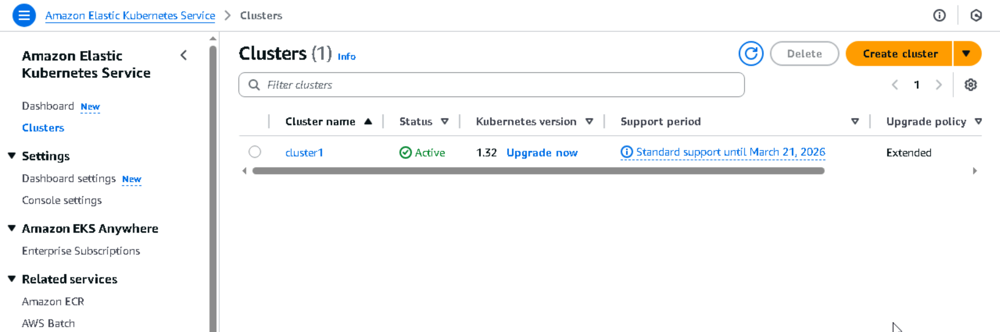 Amazon Elastic Kubernetes Service > Clusters
Amazon Elastic
Kubernetes Service
Dashboard New
Clusters
Settings
Dashboard settings New
Console settings
Amazon EKS Anywhere
Enterprise Subscriptions
Related services
Amazon ECR
AWS Batch
Clusters (1) Info
Delete
Create cluster
Filter clusters
1
Cluster name Status Kubernetes version Support period Upgrade policy
cluster1 Active 1.32 Upgrade now Standard support until March 21, 2026 Extended